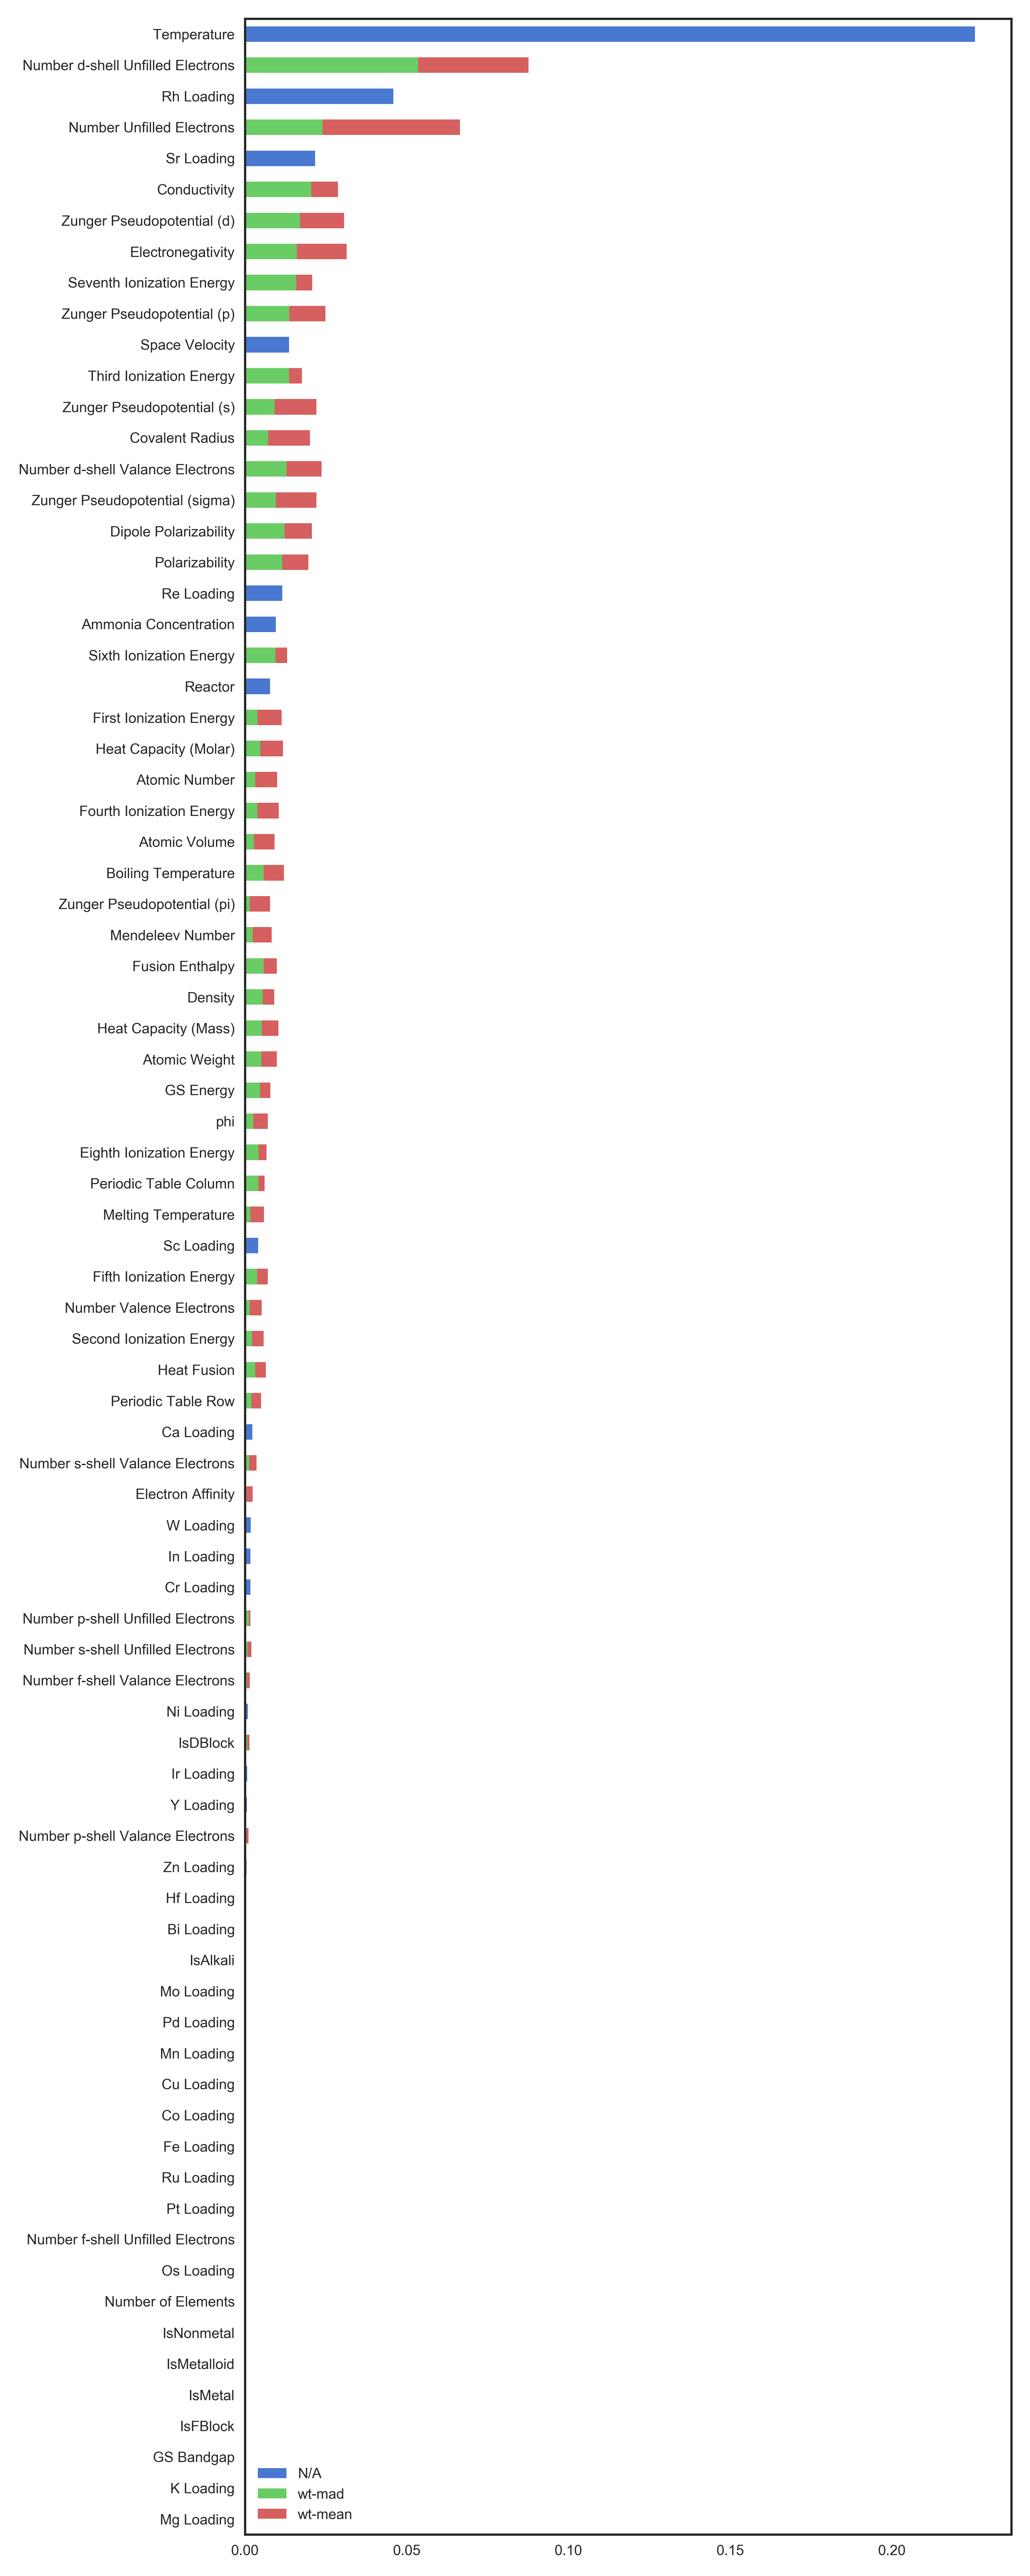 Temperature
Number d-shell Unfilled Electrons
Rh Loading
Number Unfilled Electrons
Sr Loading
Conductivity
Zunger Pseudopotential (d)
Electronegativity
Seventh Ionization Energy
Zunger Pseudopotential (p)
Space Velocity
Third Ionization Energy
Zunger Pseudopotential (s)
Covalent Radius
Number d-shell Valance Electrons
Zunger Pseudopotential (sigma)
Dipole Polarizability
Polarizability
Re Loading
Ammonia Concentration
Sixth Ionization Energy
Reactor
First Ionization Energy
Heat Capacity (Molar)
Atomic Number
Fourth Ionization Energy
Atomic Volume
Boiling Temperature
Zunger Pseudopotential (pi)
Mendeleev Number
Fusion Enthalpy
Density
Heat Capacity (Mass)
Atomic Weight
GS Energy
phi
Eighth Ionization Energy
Periodic Table Column
Melting Temperature
Sc Loading
Fifth Ionization Energy
Number Valence Electrons
Second Ionization Energy
Heat Fusion
Periodic Table Row
Ca Loading
Number s-shell Valance Electrons
Electron Affinity
W Loading
In Loading
Cr Loading
Number p-shell Unfilled Electrons
Number s-shell Unfilled Electrons
Number f-shell Valance Electrons
Ni Loading
IsDBlock
Ir Loading
Y Loading
Number p-shell Valance Electrons
Zn Loading
Hf Loading
Bi Loading
IsAlkali
Mo Loading
Pd Loading
Mn Loading
Cu Loading
Co Loading
Fe Loading
Ru Loading
Pt Loading
Number f-shell Unfilled Electrons
Os Loading
Number of Elements
IsNonmetal
IsMetalloid
IsMetal
IsFBlock
GS Bandgap
K Loading
Mg Loading
N/A
wt-mad
wt-mean
0.00 0.05 0.10 0.15 0.20